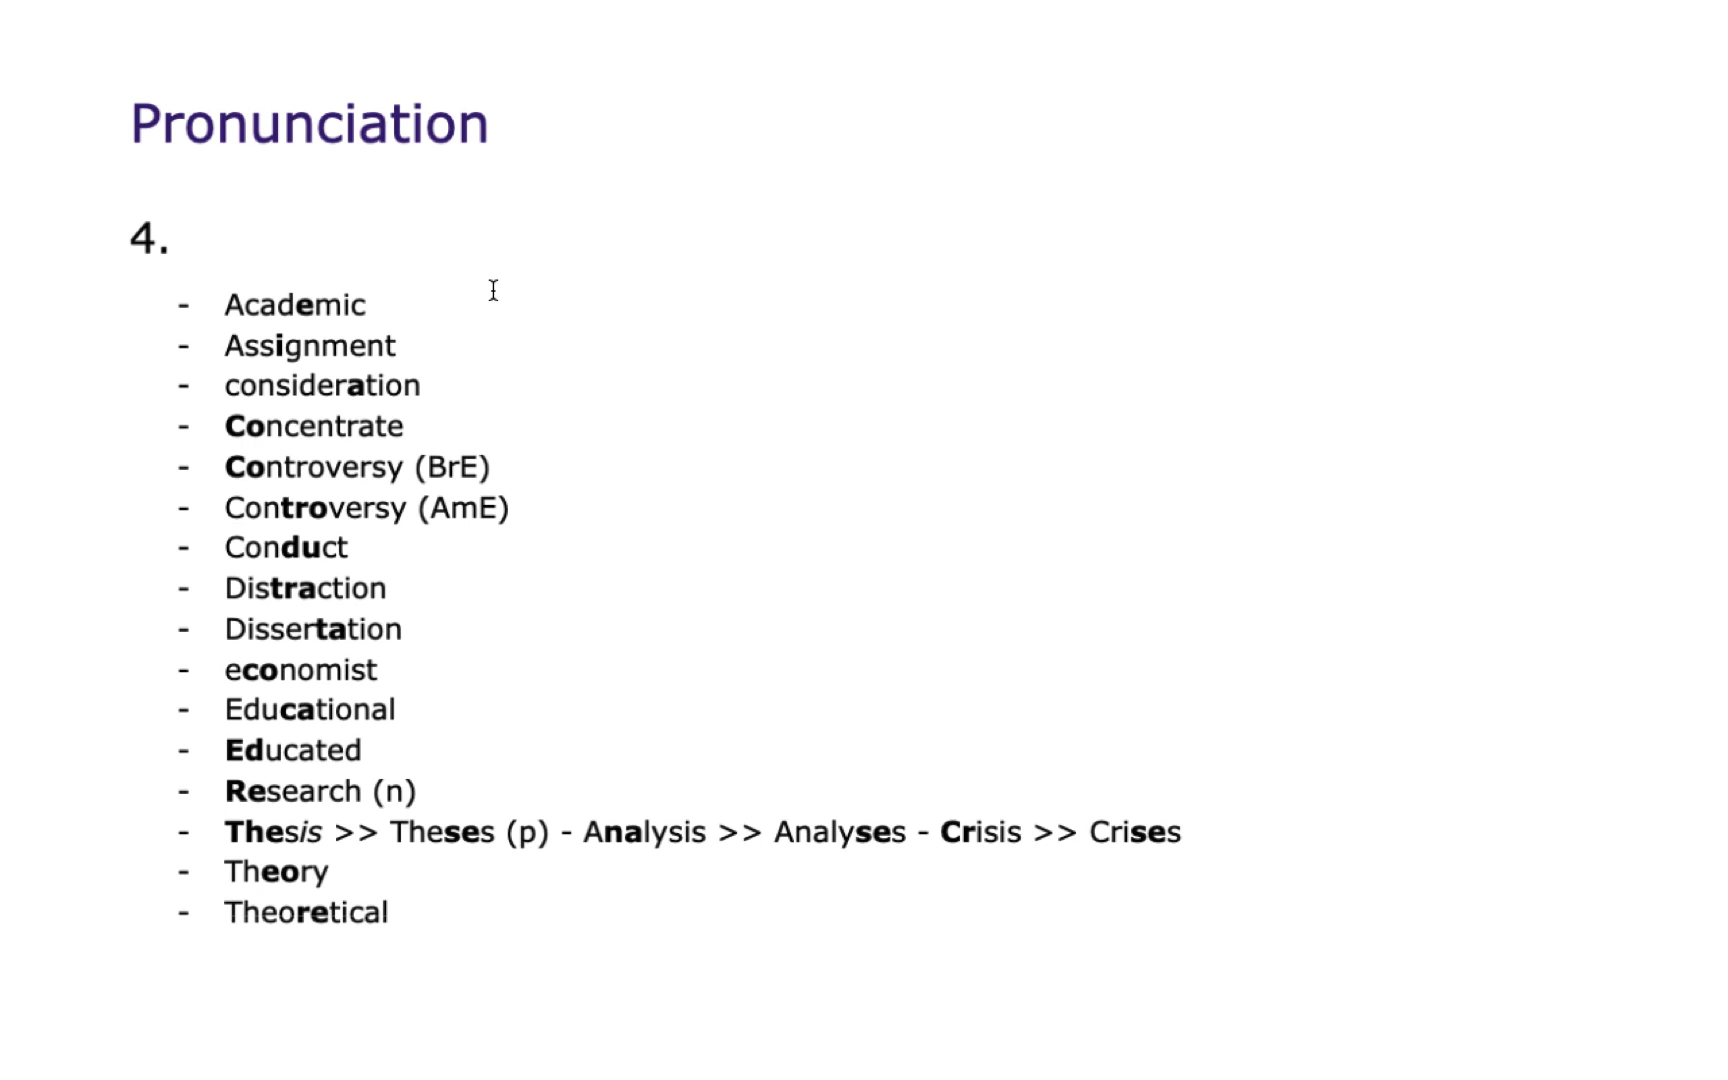 Pronunciation
4.
- Academic
- Assignment
- consideration
- Concentrate
- Controversy (BrE)
- Controversy (AmE)
- Conduct
- Distraction
- Dissertation
- economist
- Educational
- Educated
- Research (n)
- Thesis >> Theses (p) - Analysis >> Analyses - Crisis >> Crises
- Theory
- Theoretical